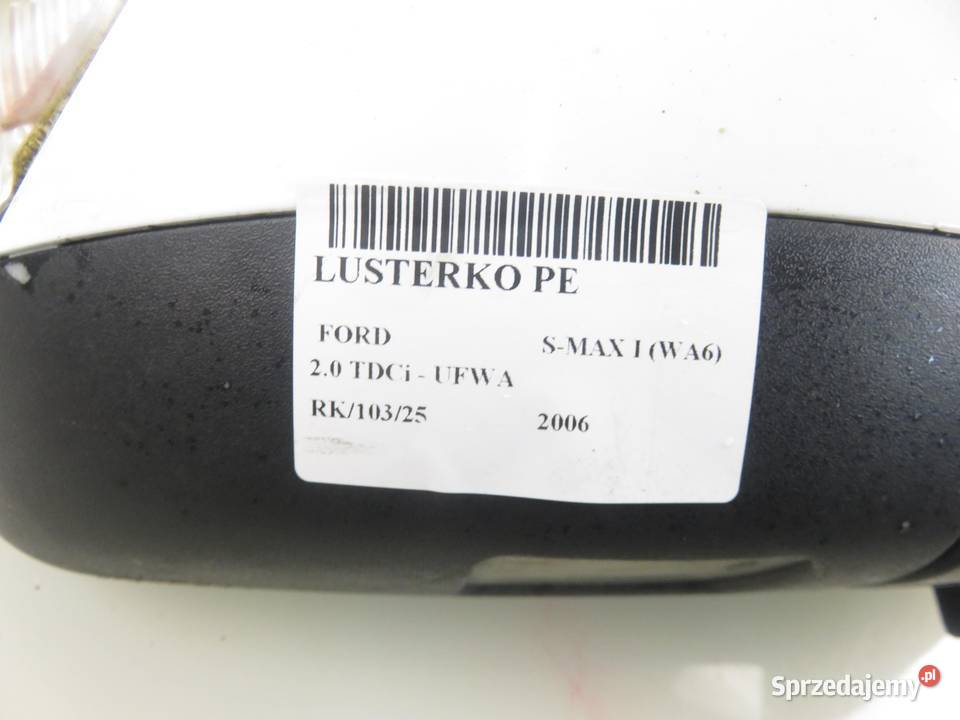 LUSTERKO PE
FORD S-MAX I (WA6)
2.0 TDCi - UFWA
RK/103/25 2006
Sprzedajemy.pl